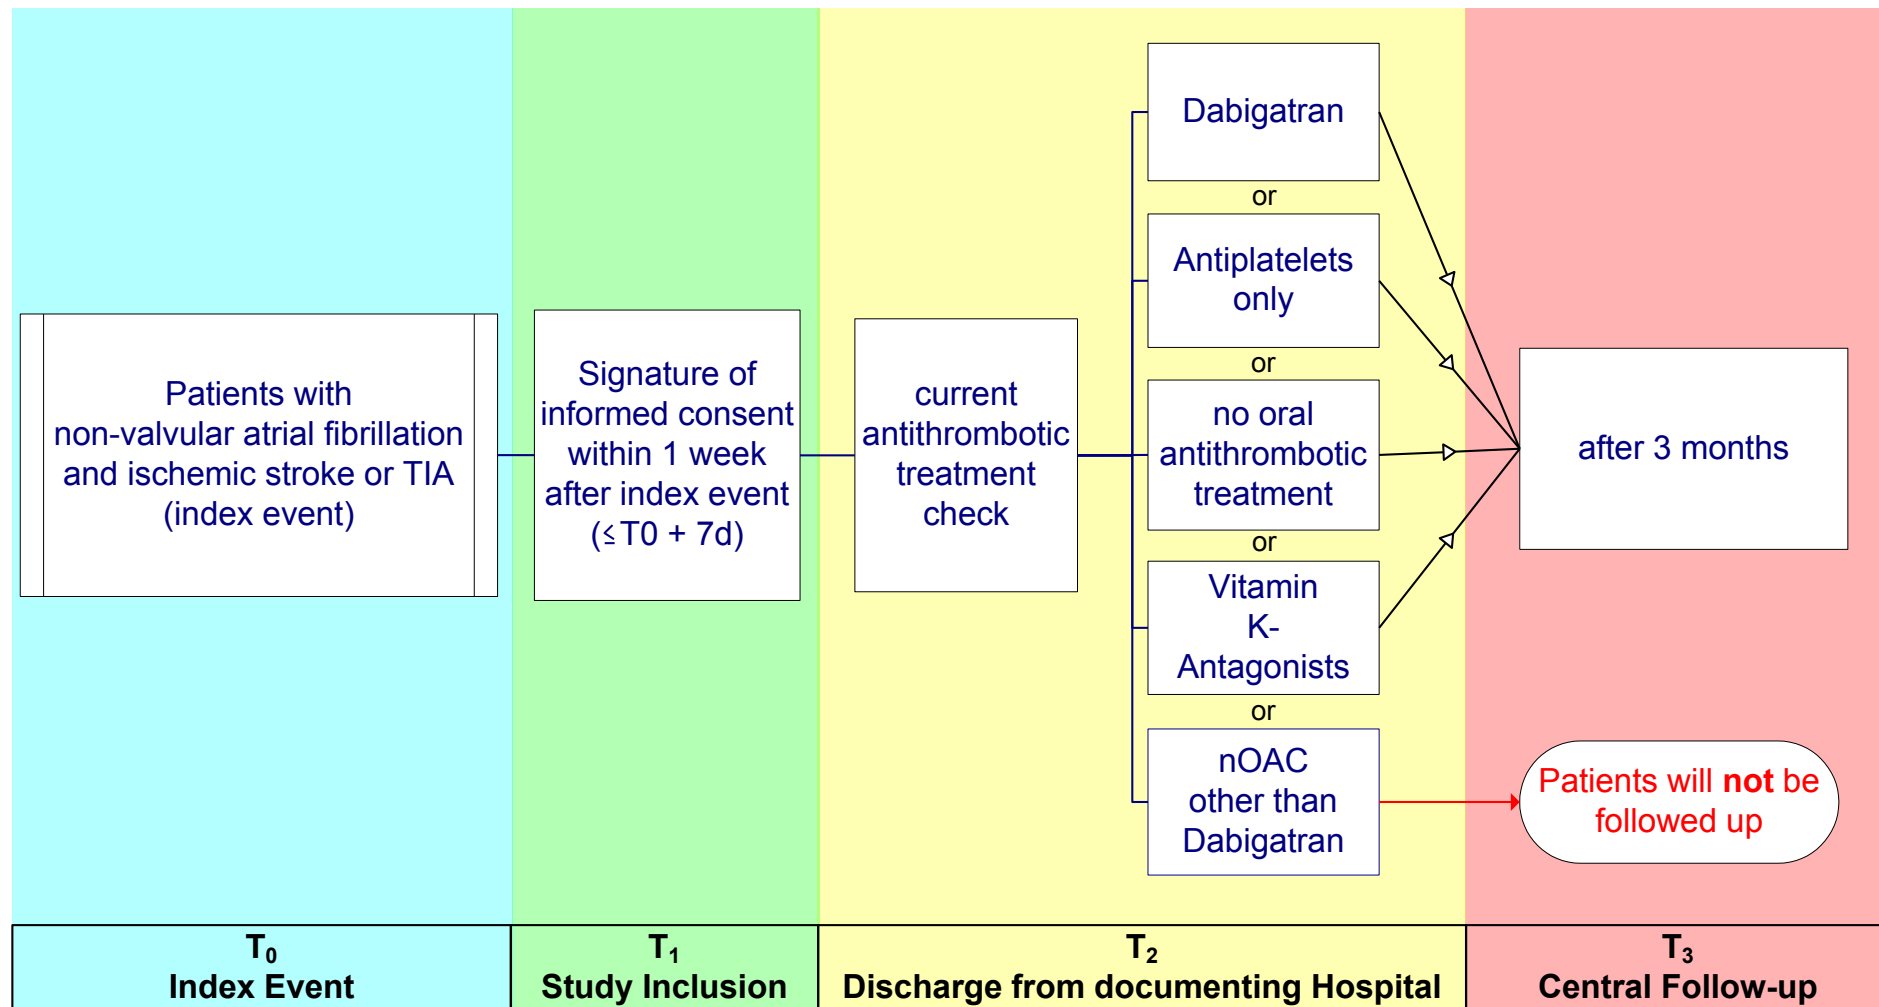 Patients with
non-valvular atrial fibrillation
and ischemic stroke or TIA
(index event)
Signature of
informed consent
within 1 week
after index event
(≤T0 + 7d)
current
antithrombotic
treatment
check
Dabigatran
or
Antiplatelets
only
or
no oral
antithrombotic
treatment
or
Vitamin
K-
Antagonists
or
nOAC
other than
Dabigatran
after 3 months
Patients will not be
followed up
T₀
Index Event
T₁
Study Inclusion
T₂
Discharge from documenting Hospital
T₃
Central Follow-up